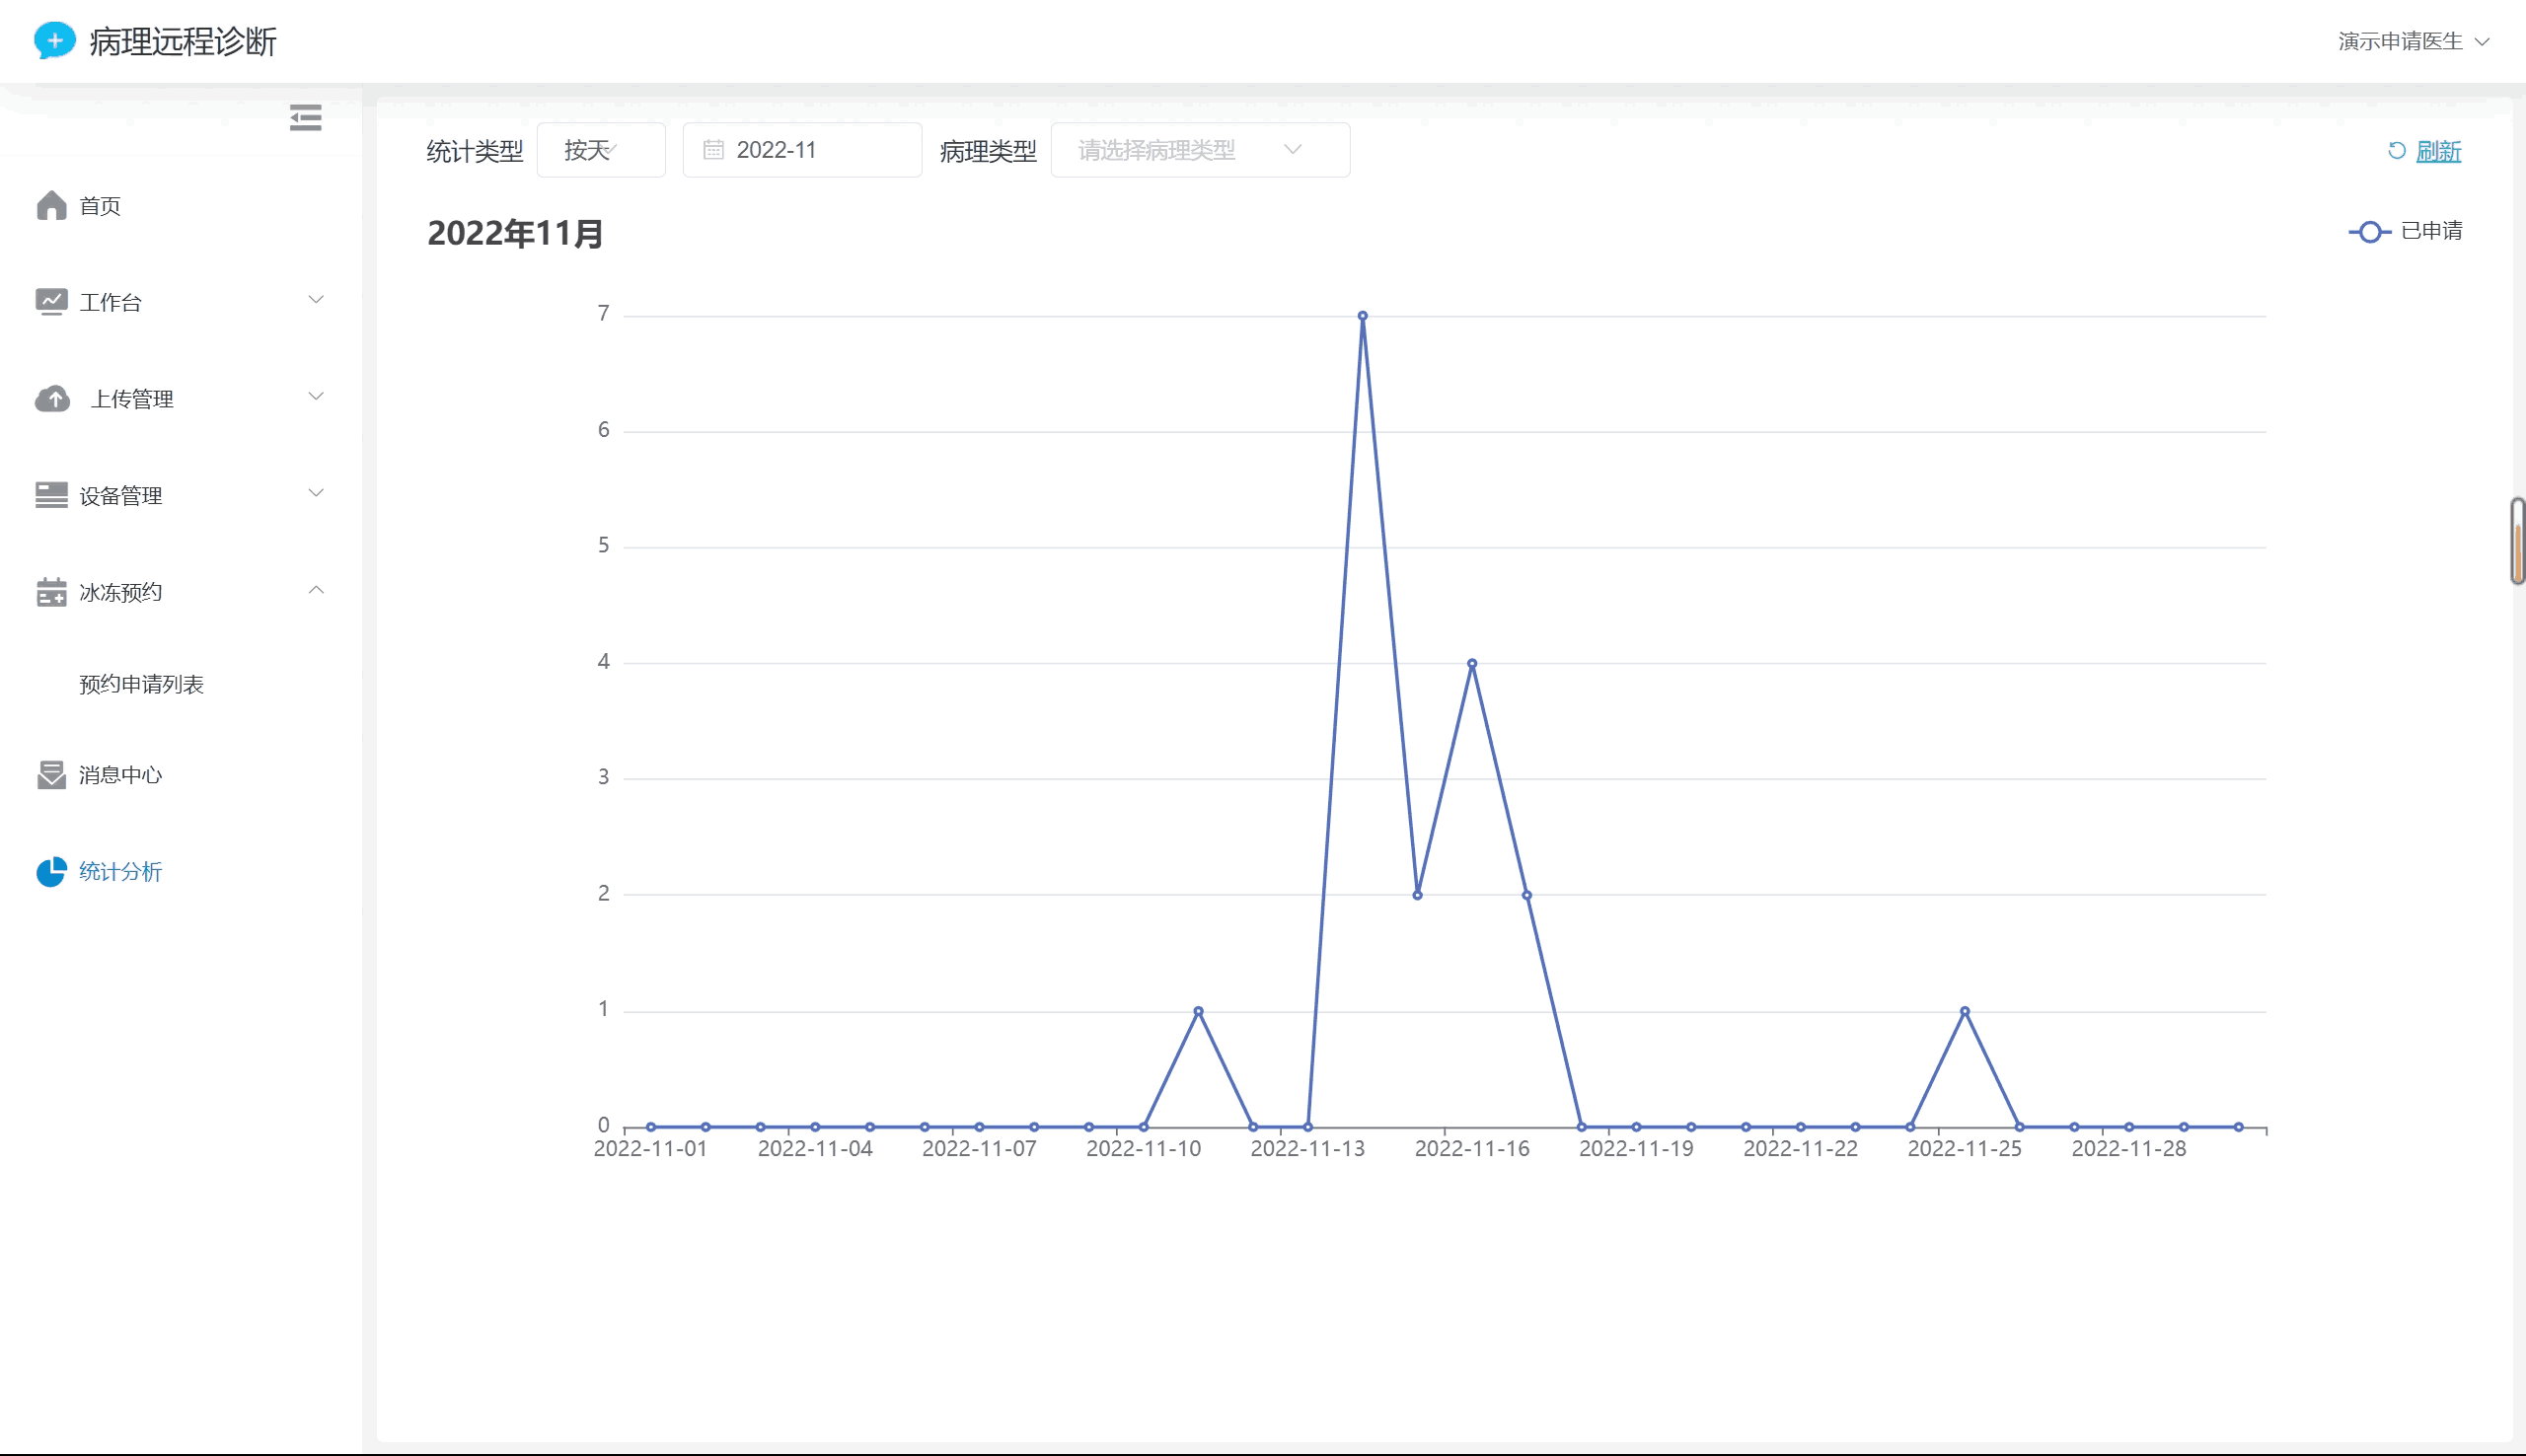 病理远程诊断
演示申请医生
统计类型 按天 2022-11 病理类型 请选择病理类型 刷新
首页
工作台
上传管理
设备管理
冰冻预约
预约申请列表
消息中心
统计分析
2022年11月
已申请
7
6
5
4
3
2
1
0
2022-11-01 2022-11-04 2022-11-07 2022-11-10 2022-11-13 2022-11-16 2022-11-19 2022-11-22 2022-11-25 2022-11-28